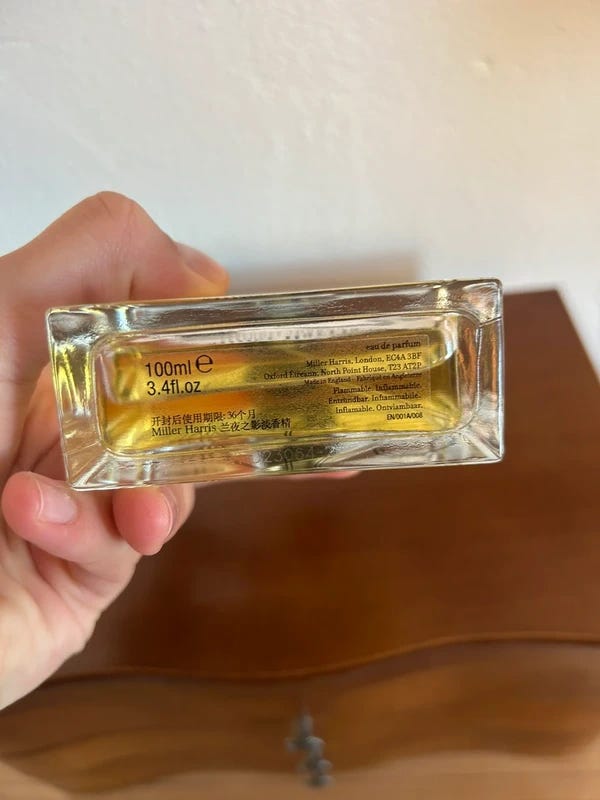 100ml ℮
3.4fl.oz
开封后使用期限: 36个月
Miller Harris 兰夜之影淡香精
eau de parfum
Miller Harris, London, EC4A 3BF
Oxford Éireann, North Point House, T23 AT2P
Made in England - Fabriqué en Angleterre
Flammable. Inflammable.
Entzündbar. Infiammabile.
Inflamable. Ontvlambaar.
EN/001A/006
23064